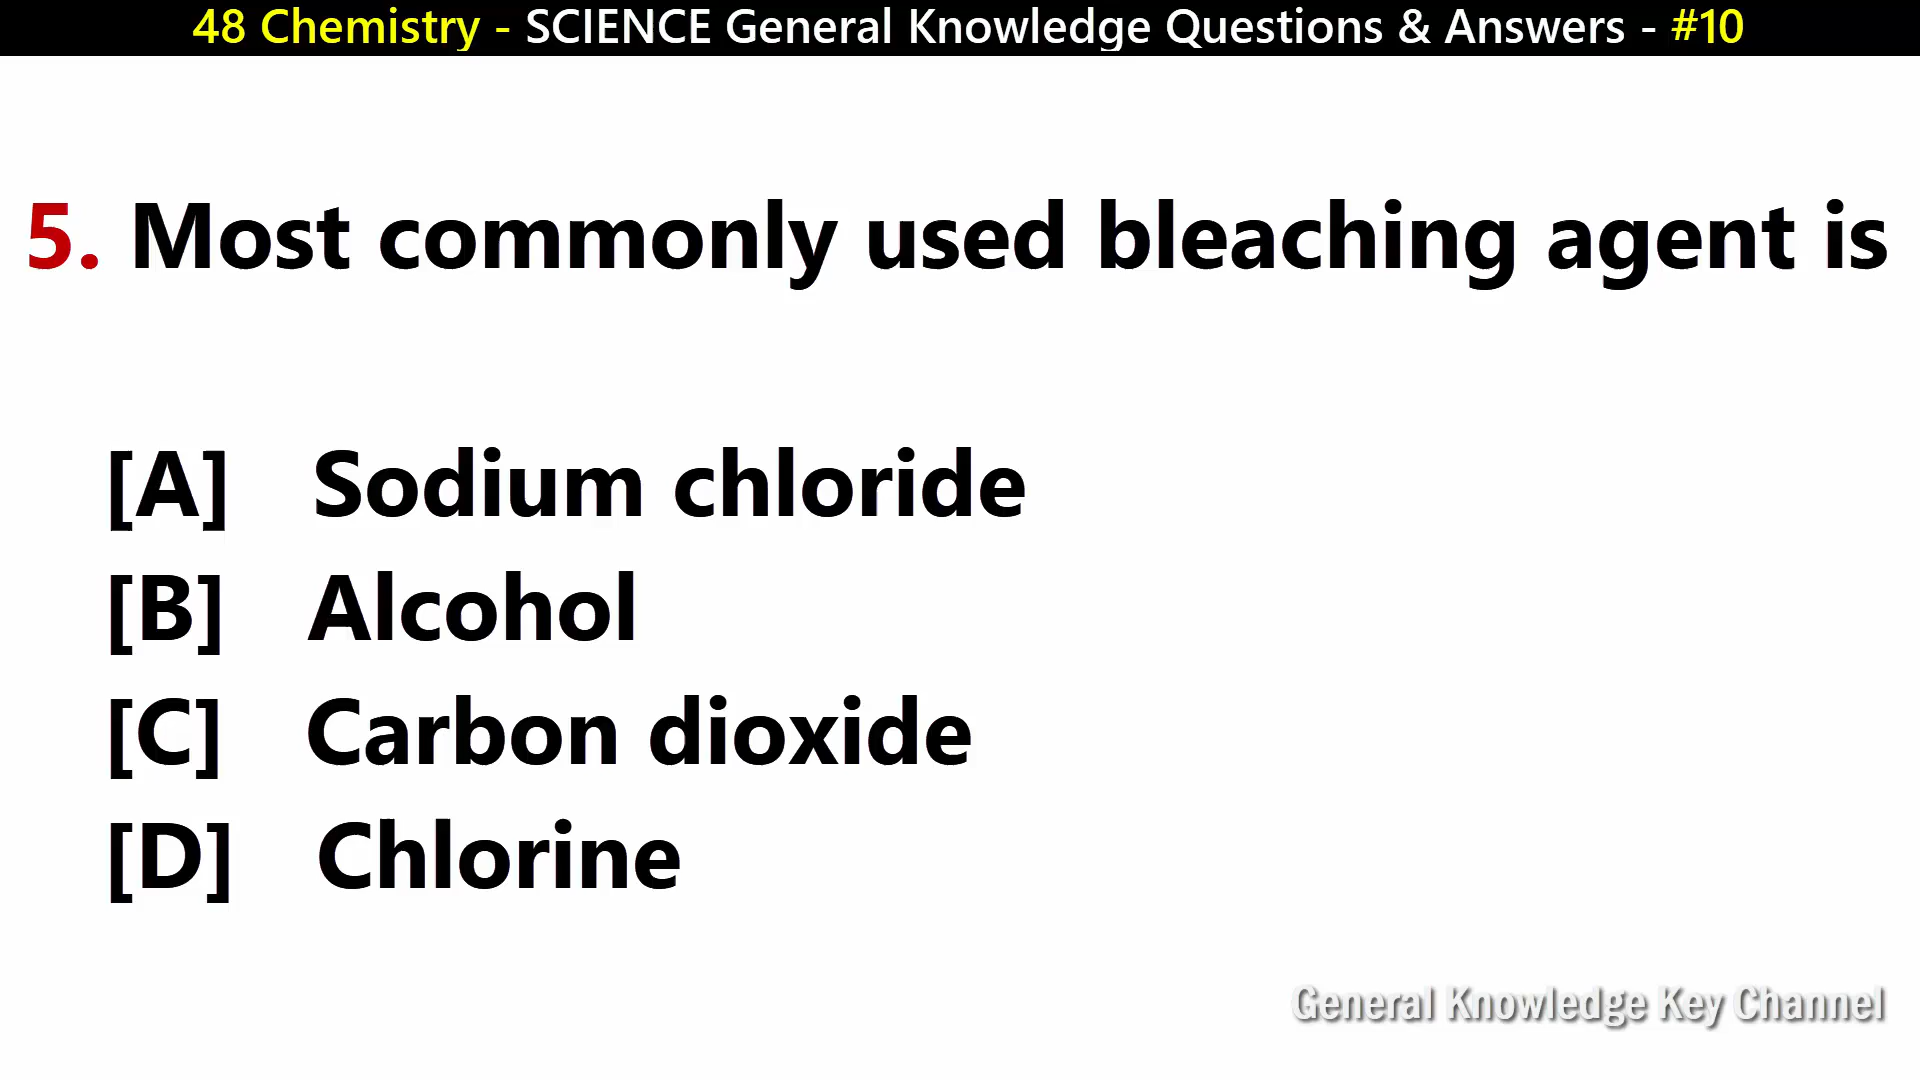 48 Chemistry - SCIENCE General Knowledge Questions & Answers - #10
5. Most commonly used bleaching agent is
[A] Sodium chloride
[B] Alcohol
[C] Carbon dioxide
[D] Chlorine
General Knowledge Key Channel